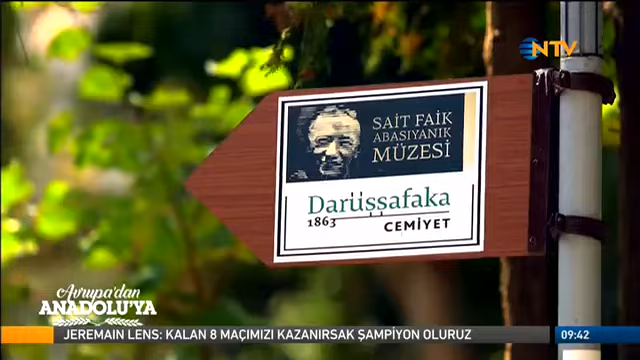 NTV
SAİT FAİK
ABASIYANIK
MÜZESİ
Darüşşafaka
1863
CEMİYET
Avrupa'dan
ANADOLU'YA
JEREMAIN LENS: KALAN 8 MAÇIMIZI KAZANIRSAK ŞAMPİYON OLURUZ
09:42